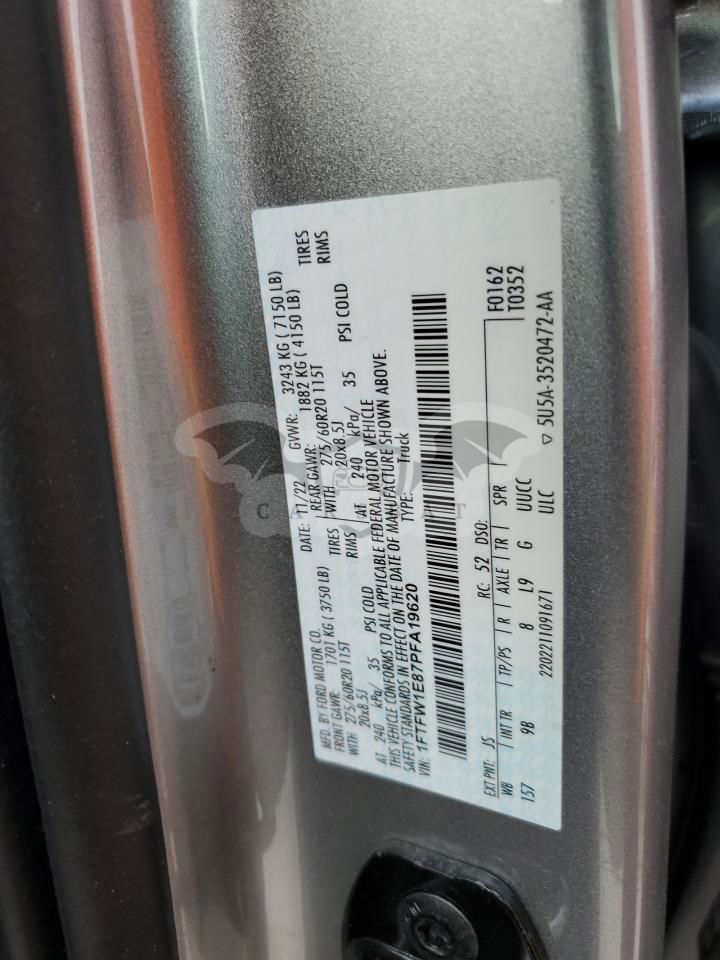 MFD. BY FORD MOTOR CO.
DATE: 11/22 GVWR: 3243 KG ( 7150 LB)
FRONT GAWR: 1701 KG ( 3750 LB) REAR GAWR: 1882 KG ( 4150 LB)
WITH 275/60R20 115T TIRES WITH 275/60R20 115T TIRES
20x8.5J RIMS 20x8.5J RIMS
AT 240 kPa/ 35 PSI COLD AT 240 kPa/ 35 PSI COLD
THIS VEHICLE CONFORMS TO ALL APPLICABLE FEDERAL MOTOR VEHICLE
SAFETY STANDARDS IN EFFECT ON THE DATE OF MANUFACTURE SHOWN ABOVE.
VIN: 1FTFW1E87PFA19620 TYPE: Truck
EXT PNT: JS RC: 52 DSO: F0162
WB INT TR TP/PS R AXLE TR SPR T0352
157 9B 8 L9 G UUCC
2202211091671 ULC ▽ 5U5A-3520472-AA